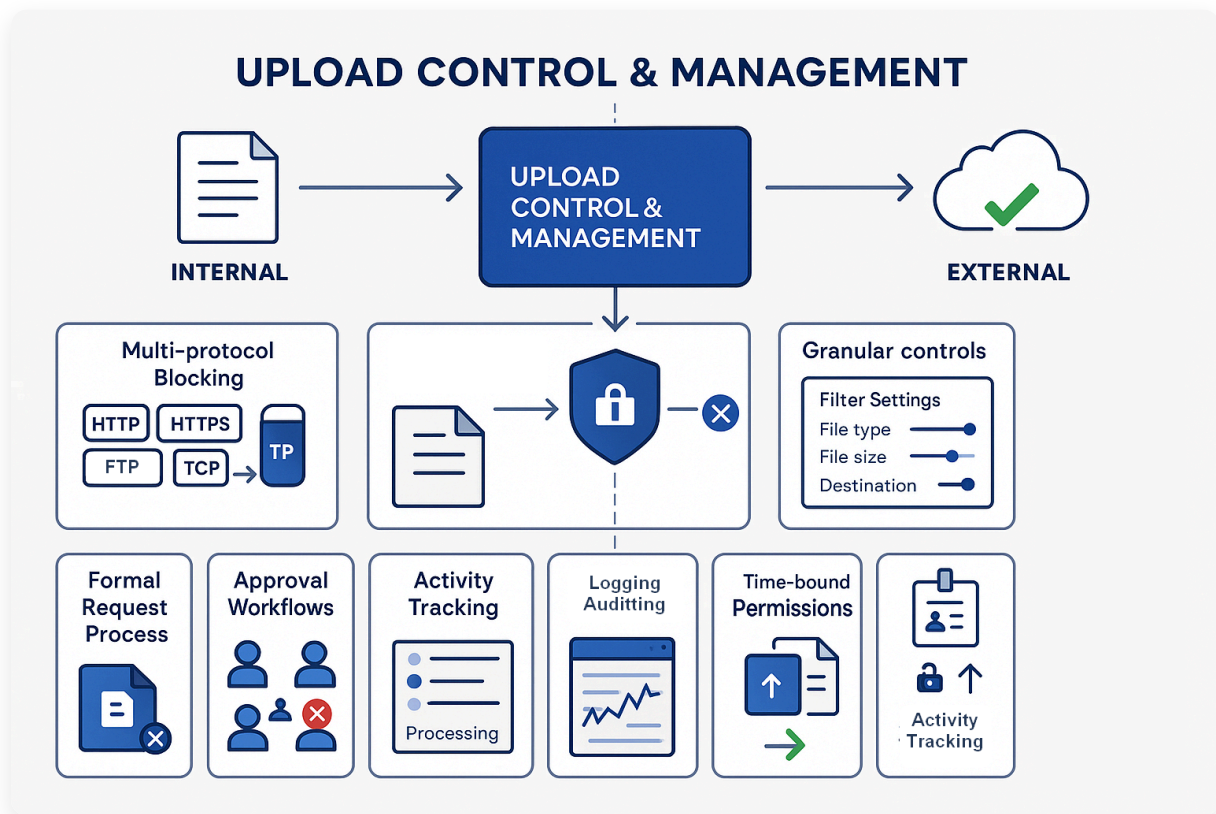 UPLOAD CONTROL & MANAGEMENT
UPLOAD
CONTROL &
MANAGEMENT
INTERNAL
EXTERNAL
Multi-protocol
Blocking
HTTP
HTTPS
FTP
TCP
TP
Granular controls
Filter Settings
File type
File size
Destination
Formal
Request
Process
Approval
Workflows
Activity
Tracking
Processing
Logging
Auditting
Time-bound
Permissions
Activity
Tracking